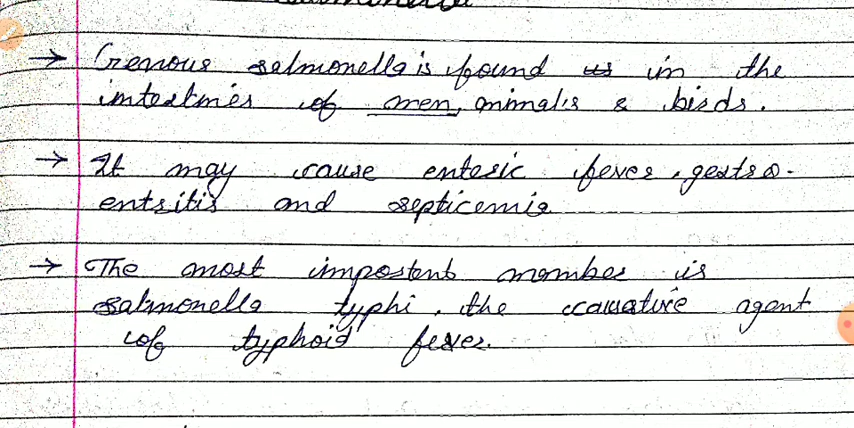 → Genous salmonella is found in the
intestines of men, animals & birds.
→ It may cause enteric fever, gastro-
entritis and septicemia
→ The most important member is
salmonella typhi, the causative agent
of typhoid fever.